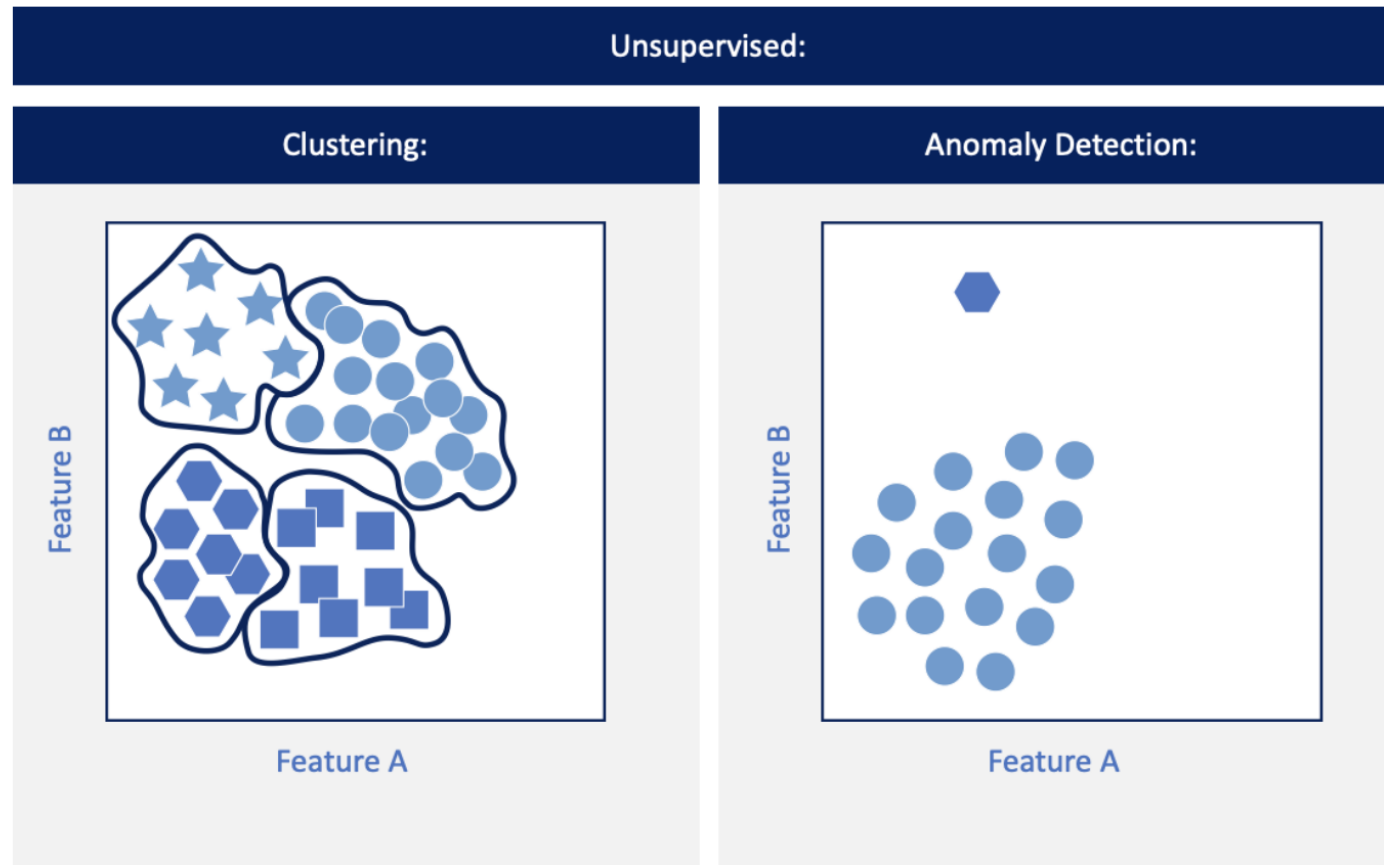 Unsupervised:
Clustering:
Anomaly Detection:
Feature B
Feature A
Feature B
Feature A